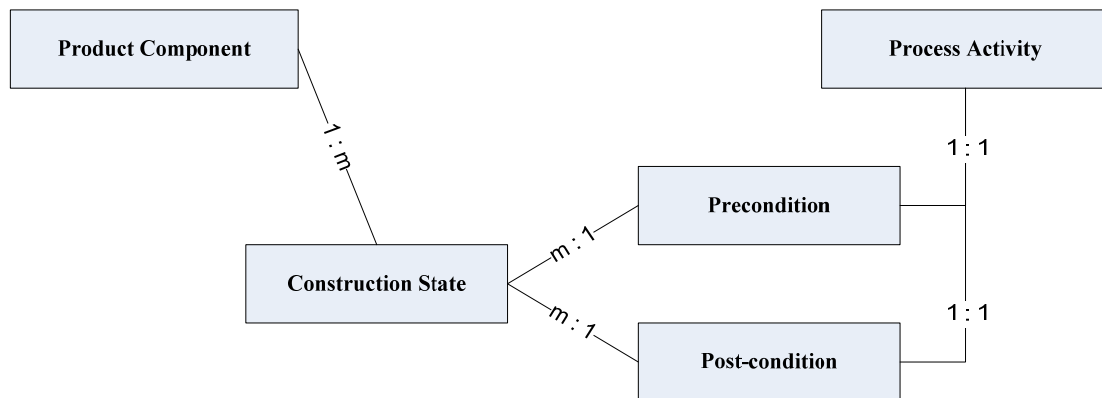 Product Component
Process Activity
1 : m
1 : 1
Precondition
m : 1
Construction State
m : 1
1 : 1
Post-condition